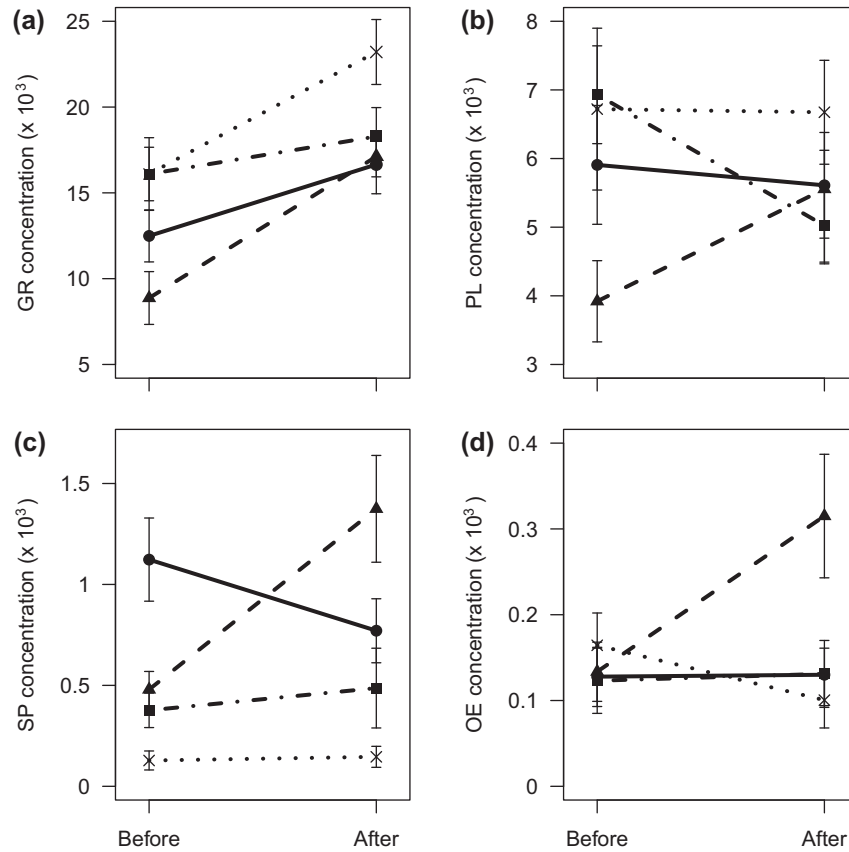 (a)
25
20
15
10
5
GR concentration (x 10³)
(b)
8
7
6
5
4
3
PL concentration (x 10³)
(c)
1.5
1
0.5
0
SP concentration (x 10³)
Before After
(d)
0.4
0.3
0.2
0.1
0
OE concentration (x 10³)
Before After